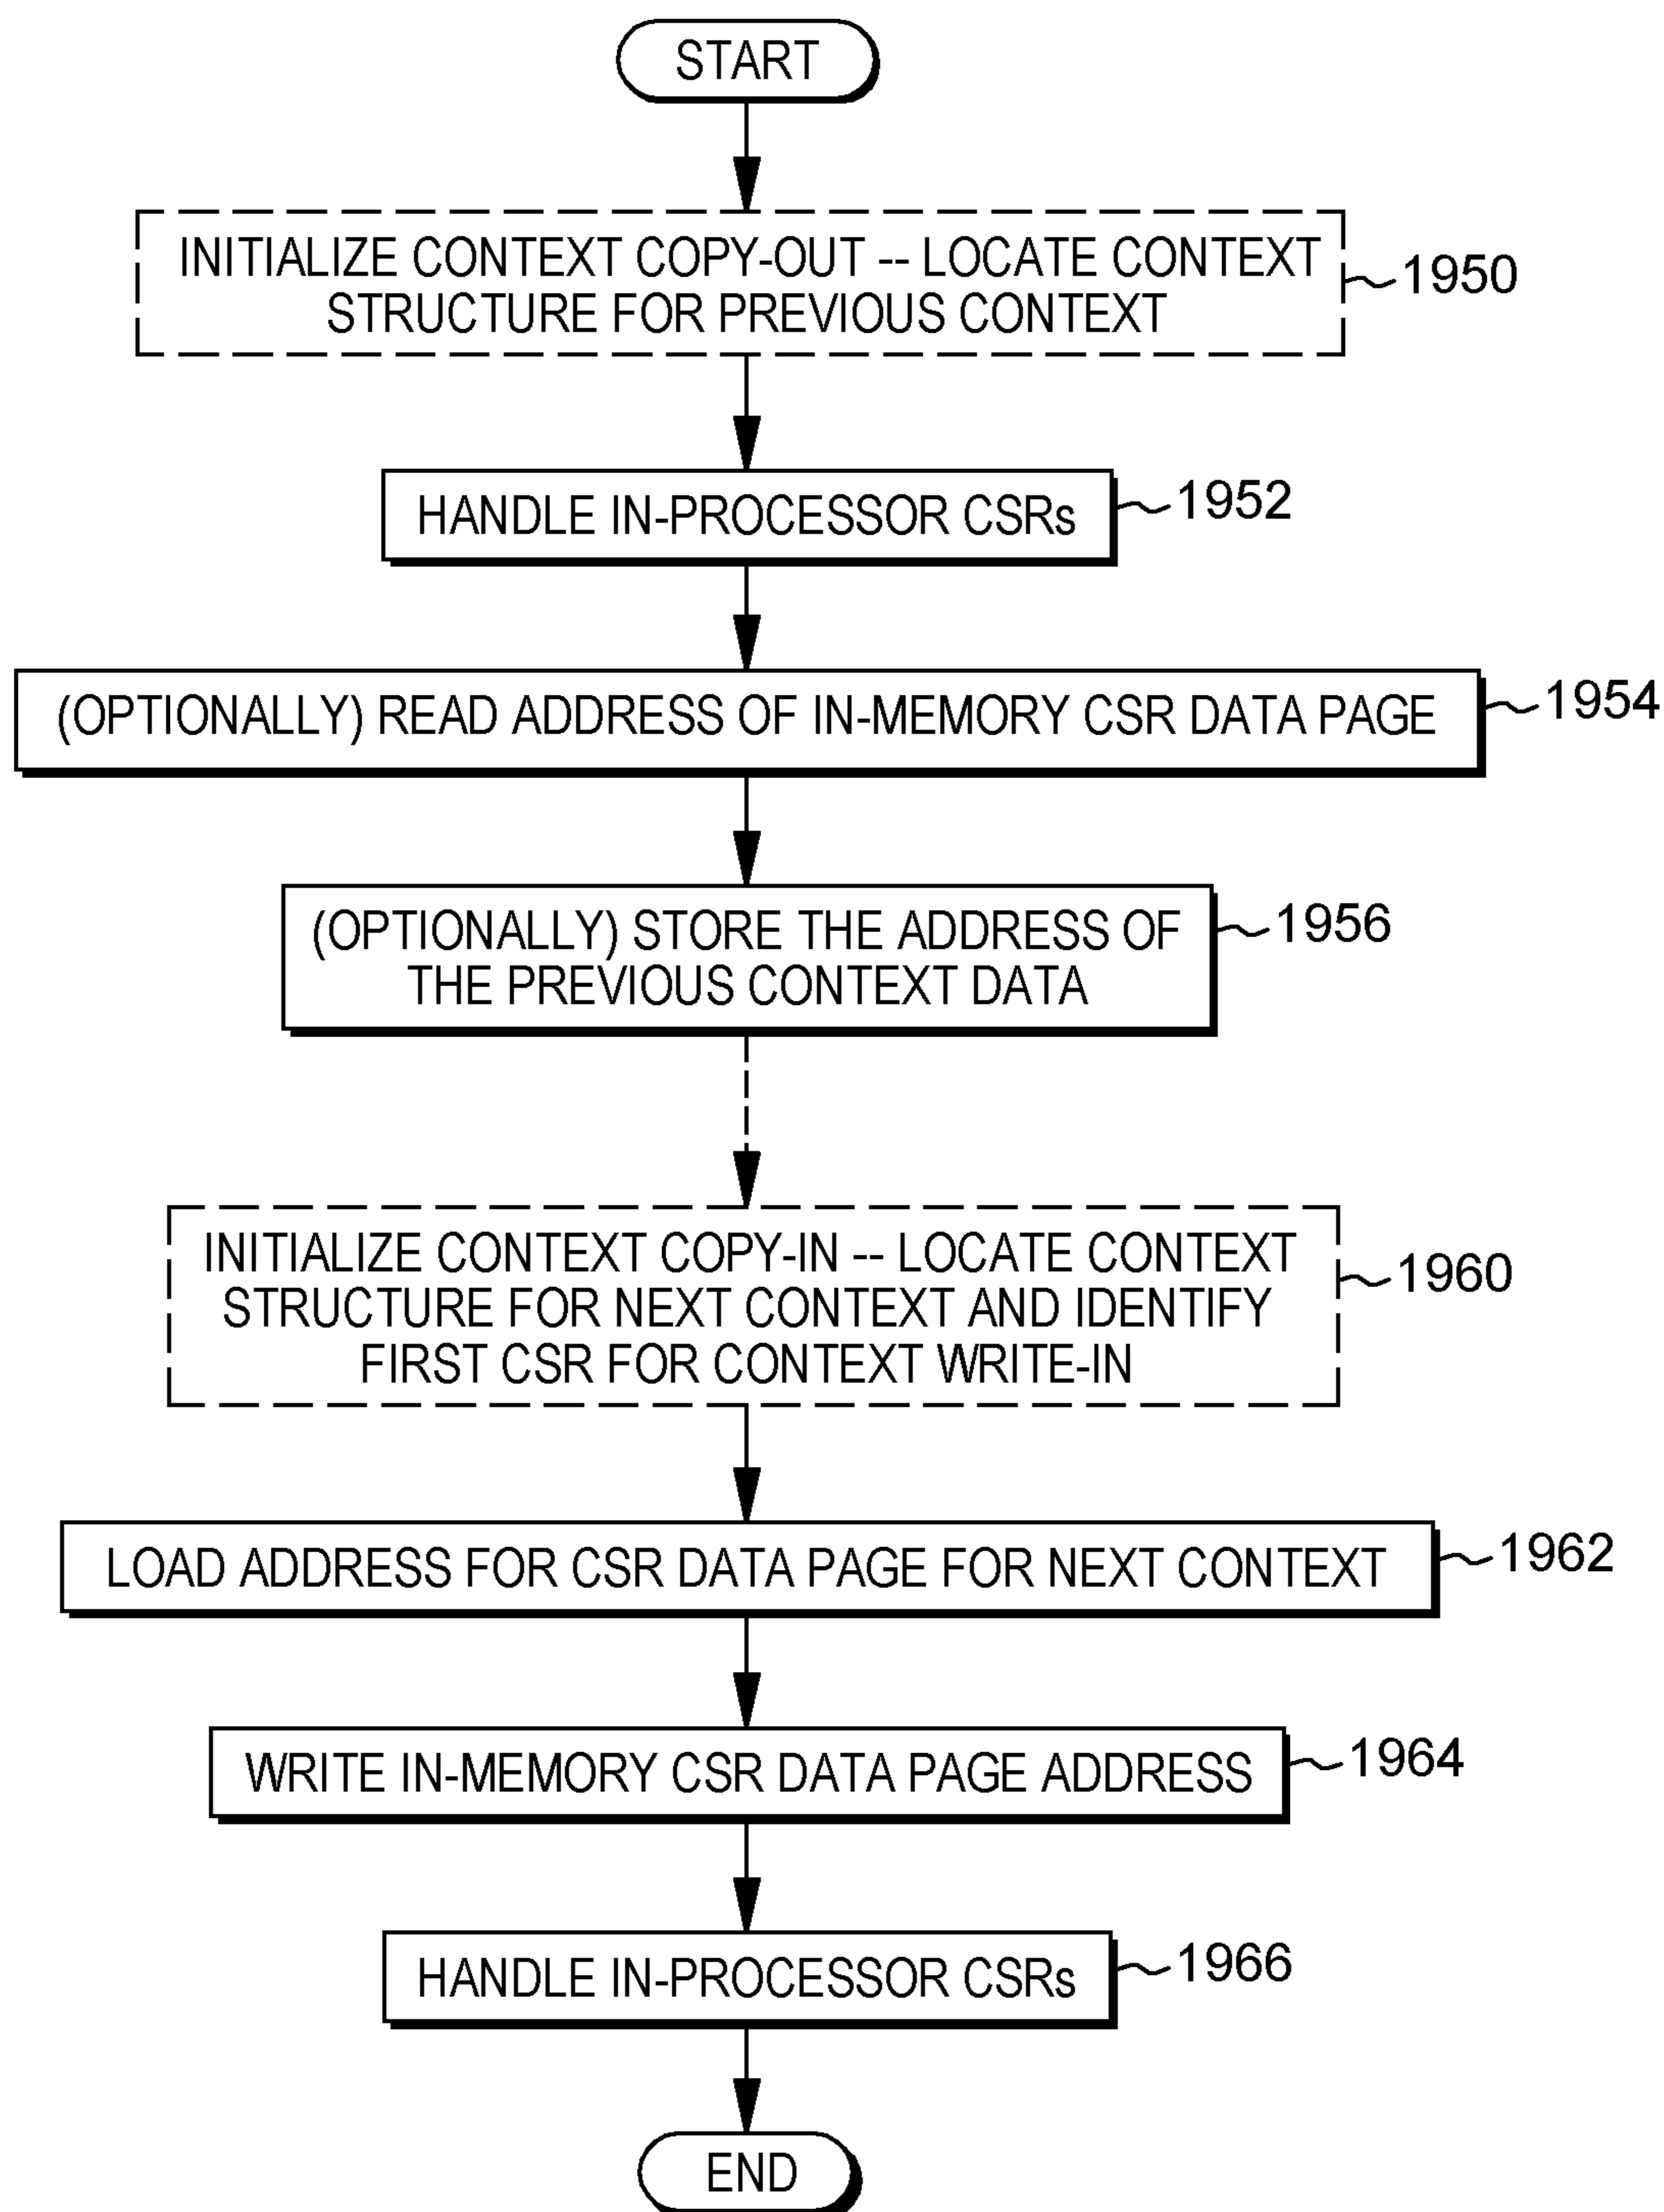 START
INITIALIZE CONTEXT COPY-OUT -- LOCATE CONTEXT
STRUCTURE FOR PREVIOUS CONTEXT
1950
HANDLE IN-PROCESSOR CSRs
1952
(OPTIONALLY) READ ADDRESS OF IN-MEMORY CSR DATA PAGE
1954
(OPTIONALLY) STORE THE ADDRESS OF
THE PREVIOUS CONTEXT DATA
1956
INITIALIZE CONTEXT COPY-IN -- LOCATE CONTEXT
STRUCTURE FOR NEXT CONTEXT AND IDENTIFY
FIRST CSR FOR CONTEXT WRITE-IN
1960
LOAD ADDRESS FOR CSR DATA PAGE FOR NEXT CONTEXT
1962
WRITE IN-MEMORY CSR DATA PAGE ADDRESS
1964
HANDLE IN-PROCESSOR CSRs
1966
END